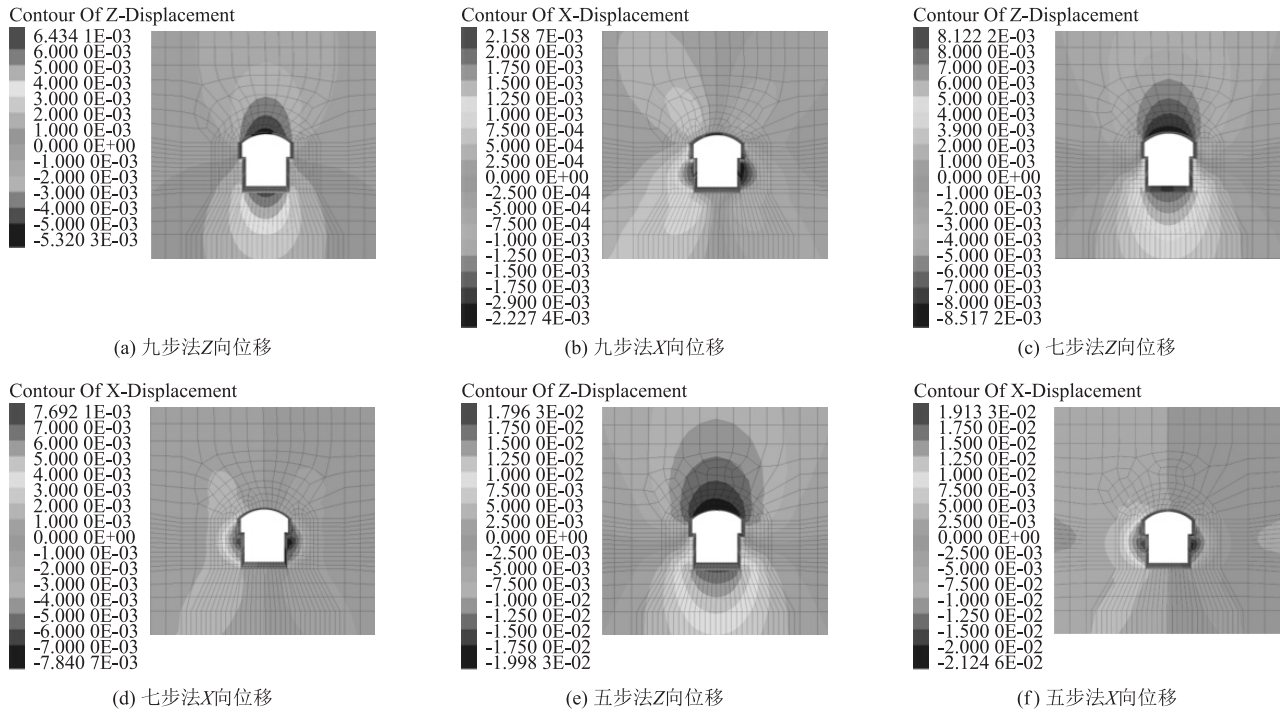 Contour Of Z-Displacement
6.434 1E-03
6.000 0E-03
5.000 0E-03
4.000 0E-03
3.000 0E-03
2.000 0E-03
1.000 0E-03
0.000 0E+00
-1.000 0E-03
-2.000 0E-03
-3.000 0E-03
-4.000 0E-03
-5.000 0E-03
-5.320 3E-03
(a) 九步法Z向位移
Contour Of X-Displacement
2.158 7E-03
2.000 0E-03
1.750 0E-03
1.500 0E-03
1.250 0E-03
1.000 0E-03
7.500 0E-04
5.000 0E-04
2.500 0E-04
0.000 0E+00
-2.500 0E-04
-5.000 0E-04
-7.500 0E-04
-1.000 0E-03
-1.250 0E-03
-1.500 0E-03
-1.750 0E-03
-2.900 0E-03
-2.227 4E-03
(b) 九步法X向位移
Contour Of Z-Displacement
8.122 2E-03
8.000 0E-03
7.000 0E-03
6.000 0E-03
5.000 0E-03
4.000 0E-03
3.900 0E-03
2.000 0E-03
1.000 0E-03
0.000 0E+00
-1.000 0E-03
-2.000 0E-03
-3.000 0E-03
-4.000 0E-03
-5.000 0E-03
-6.000 0E-03
-7.000 0E-03
-8.000 0E-03
-8.517 2E-03
(c) 七步法Z向位移
Contour Of X-Displacement
7.692 1E-03
7.000 0E-03
6.000 0E-03
5.000 0E-03
4.000 0E-03
3.000 0E-03
2.000 0E-03
1.000 0E-03
0.000 0E+00
-1.000 0E-03
-2.000 0E-03
-3.000 0E-03
-4.000 0E-03
-5.000 0E-03
-6.000 0E-03
-7.000 0E-03
-7.840 7E-03
(d) 七步法X向位移
Contour Of Z-Displacement
1.796 3E-02
1.750 0E-02
1.500 0E-02
1.250 0E-02
1.000 0E-02
7.500 0E-03
5.000 0E-03
2.500 0E-03
0.000 0E+00
-2.500 0E-03
-5.000 0E-03
-7.500 0E-03
-1.000 0E-02
-1.250 0E-02
-1.500 0E-02
-1.750 0E-02
-1.998 3E-02
(e) 五步法Z向位移
Contour Of X-Displacement
1.913 3E-02
1.750 0E-02
1.500 0E-02
1.250 0E-02
1.000 0E-02
7.500 0E-03
5.000 0E-03
2.500 0E-03
0.000 0E+00
-2.500 0E-03
-5.000 0E-03
-7.500 0E-02
-1.000 0E-02
-1.250 0E-02
-1.500 0E-02
-2.000 0E-02
-2.124 6E-02
(f) 五步法X向位移